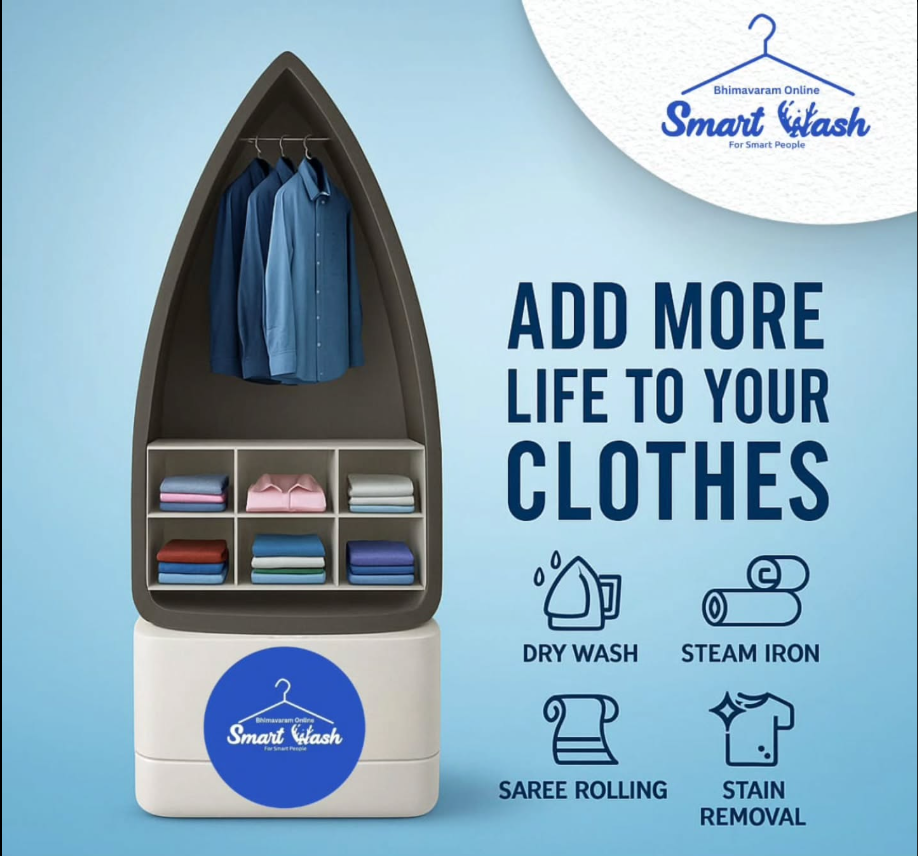 Bhimavaram Online
Smart Wash
For Smart People
ADD MORE
LIFE TO YOUR
CLOTHES
DRY WASH
STEAM IRON
SAREE ROLLING
STAIN
REMOVAL
Bhimavaram Online
Smart Wash
For Smart People